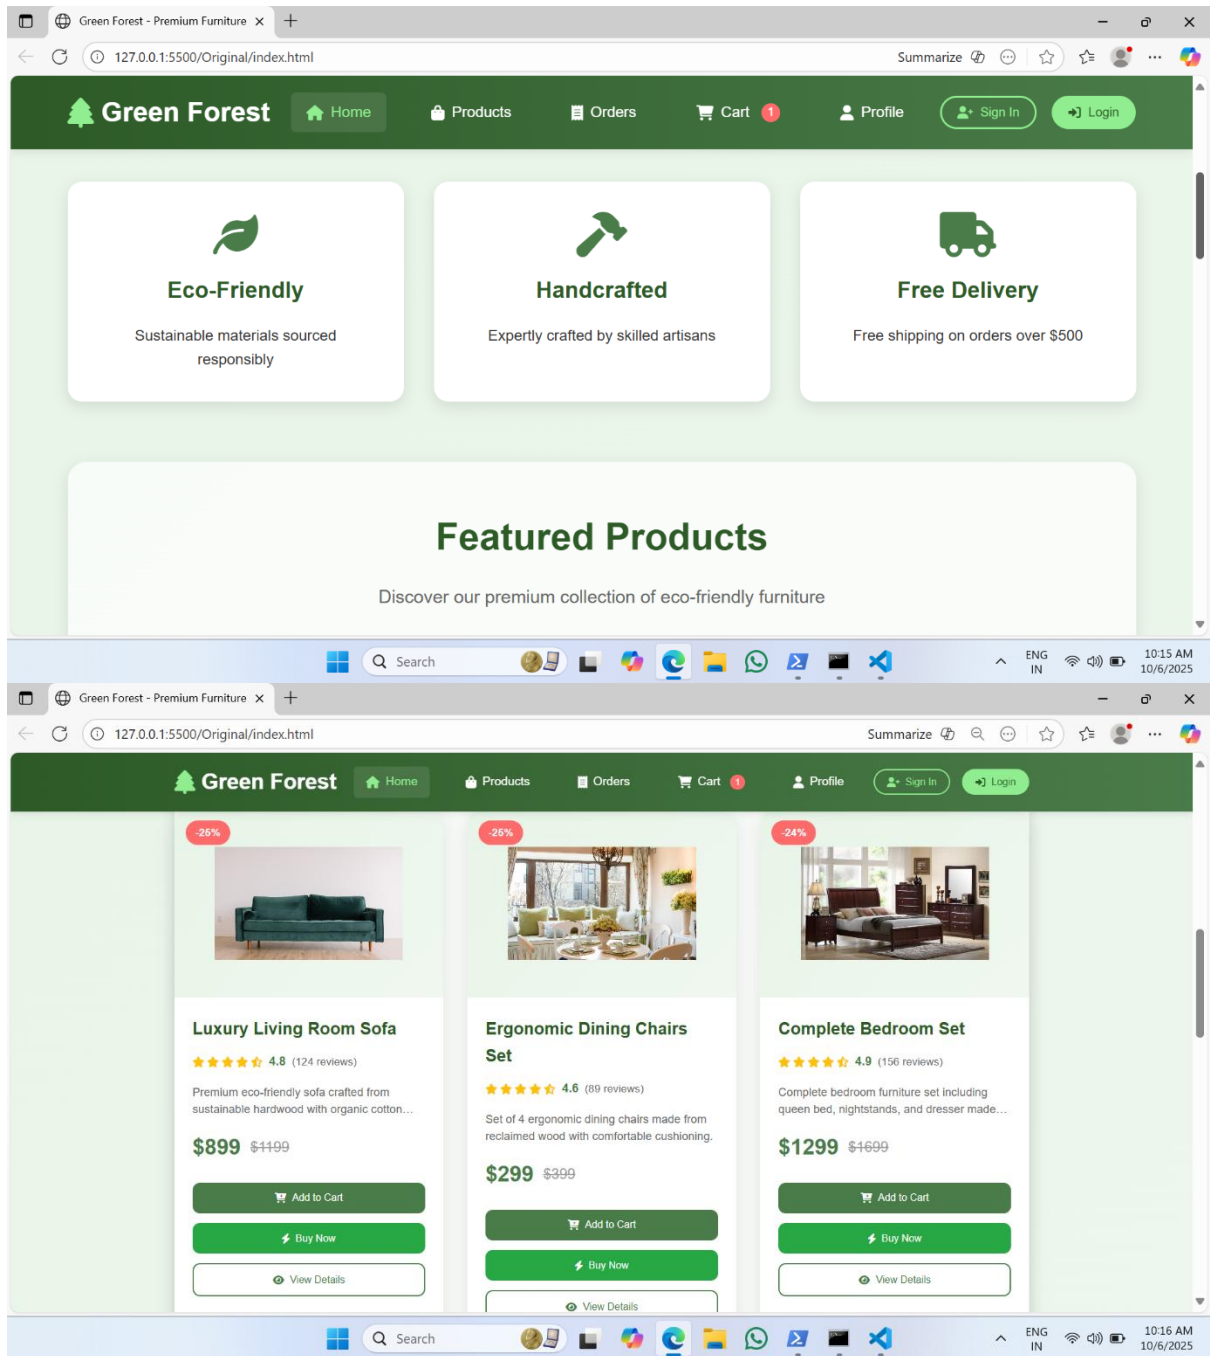 Green Forest - Premium Furniture
127.0.0.1:5500/Original/index.html
Summarize
Green Forest
Home
Products
Orders
Cart 1
Profile
Sign In
Login
Eco-Friendly
Sustainable materials sourced
responsibly
Handcrafted
Expertly crafted by skilled artisans
Free Delivery
Free shipping on orders over $500
Featured Products
Discover our premium collection of eco-friendly furniture
Search
ENG
IN
10:15 AM
10/6/2025
Green Forest - Premium Furniture
127.0.0.1:5500/Original/index.html
Summarize
Green Forest
Home
Products
Orders
Cart 1
Profile
Sign In
Login
-25%
Luxury Living Room Sofa
4.8 (124 reviews)
Premium eco-friendly sofa crafted from
sustainable hardwood with organic cotton...
$899 $1199
Add to Cart
Buy Now
View Details
-25%
Ergonomic Dining Chairs
Set
4.6 (89 reviews)
Set of 4 ergonomic dining chairs made from
reclaimed wood with comfortable cushioning.
$299 $399
Add to Cart
Buy Now
View Details
-24%
Complete Bedroom Set
4.9 (156 reviews)
Complete bedroom furniture set including
queen bed, nightstands, and dresser made...
$1299 $1699
Add to Cart
Buy Now
View Details
Search
ENG
IN
10:16 AM
10/6/2025